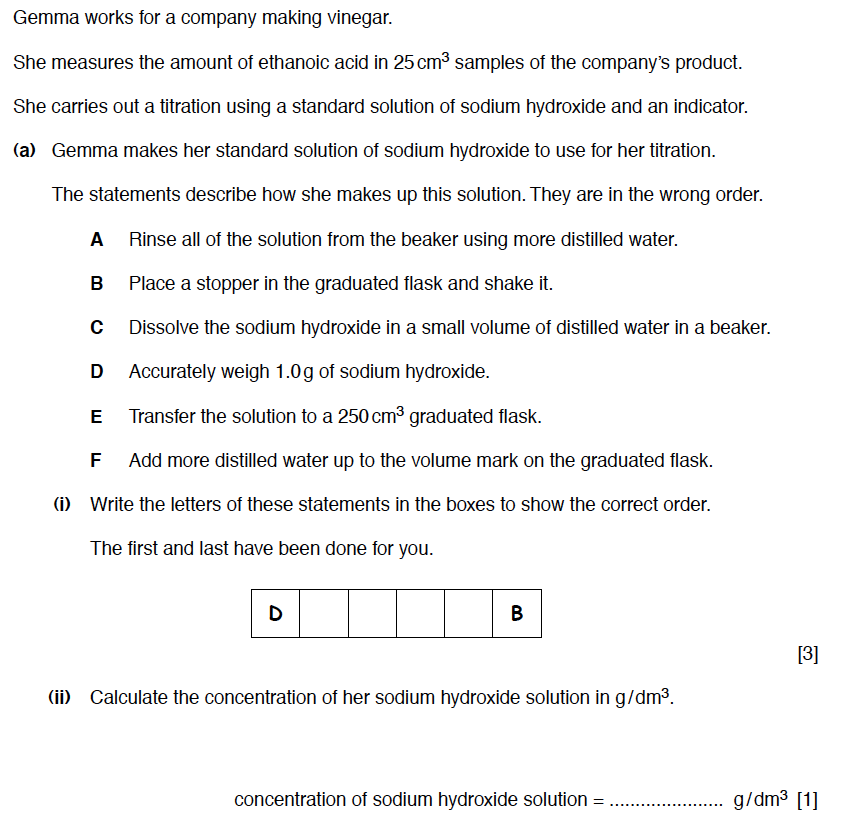 Gemma works for a company making vinegar.
She measures the amount of ethanoic acid in 25 cm³ samples of the company's product.
She carries out a titration using a standard solution of sodium hydroxide and an indicator.
(a) Gemma makes her standard solution of sodium hydroxide to use for her titration.
The statements describe how she makes up this solution. They are in the wrong order.
A Rinse all of the solution from the beaker using more distilled water.
B Place a stopper in the graduated flask and shake it.
C Dissolve the sodium hydroxide in a small volume of distilled water in a beaker.
D Accurately weigh 1.0 g of sodium hydroxide.
E Transfer the solution to a 250 cm³ graduated flask.
F Add more distilled water up to the volume mark on the graduated flask.
(i) Write the letters of these statements in the boxes to show the correct order.
The first and last have been done for you.
D B
[3]
(ii) Calculate the concentration of her sodium hydroxide solution in g/dm³.
concentration of sodium hydroxide solution = ...................... g/dm³ [1]